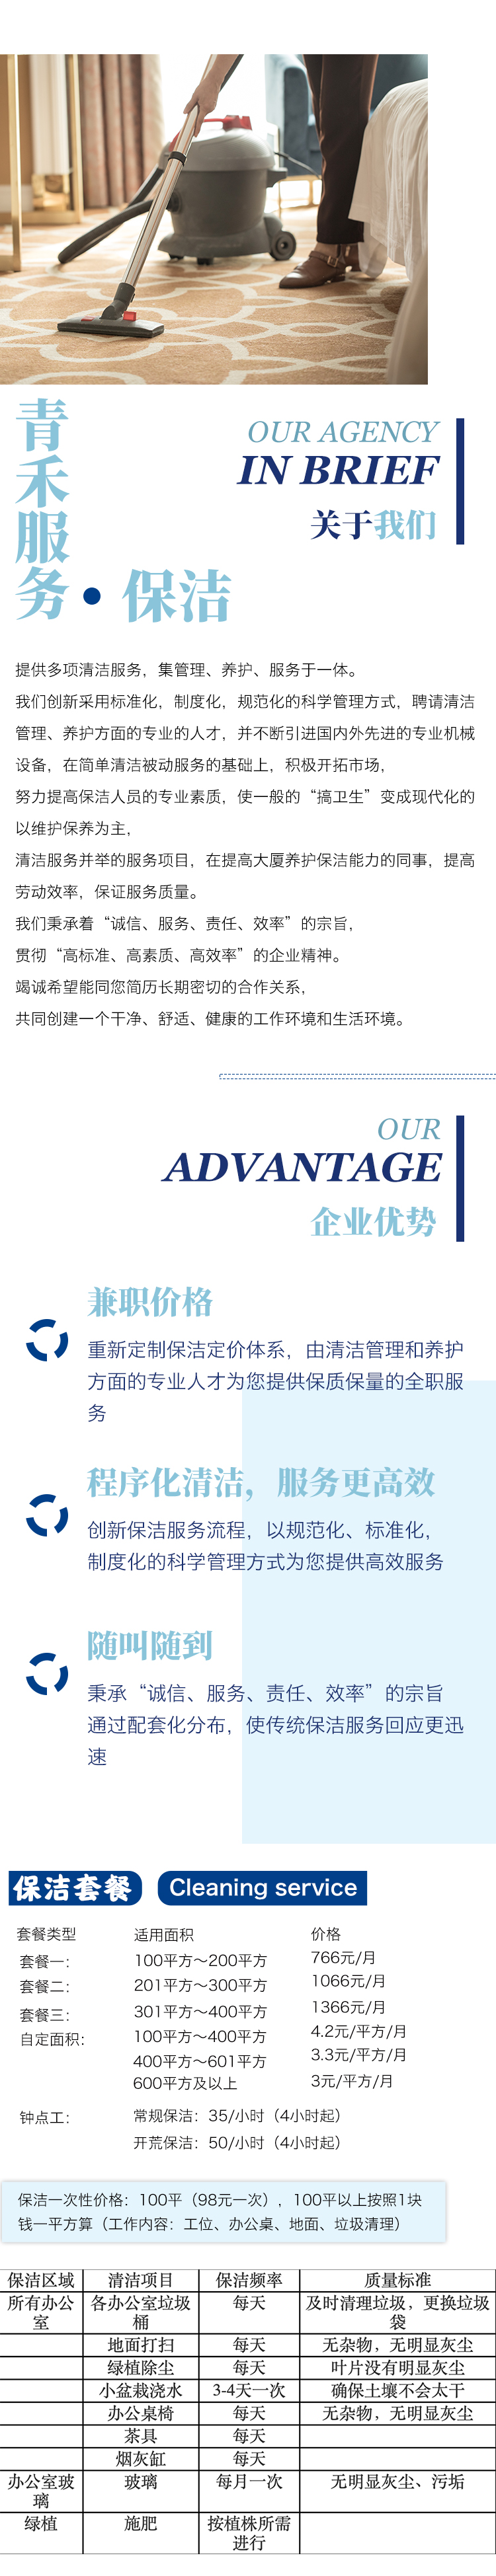 青禾服务·保洁
OUR AGENCY
IN BRIEF
关于我们
提供多项清洁服务，集管理、养护、服务于一体。
我们创新采用标准化，制度化，规范化的科学管理方式，聘请清洁
管理、养护方面的专业的人才，并不断引进国内外先进的专业机械
设备，在简单清洁被动服务的基础上，积极开拓市场，
努力提高保洁人员的专业素质，使一般的“搞卫生”变成现代化的
以维护保养为主，
清洁服务并举的服务项目，在提高大厦养护保洁能力的同事，提高
劳动效率，保证服务质量。
我们秉承着“诚信、服务、责任、效率”的宗旨，
贯彻“高标准、高素质、高效率”的企业精神。
竭诚希望能同您简历长期密切的合作关系，
共同创建一个干净、舒适、健康的工作环境和生活环境。
OUR
ADVANTAGE
企业优势
兼职价格
重新定制保洁定价体系，由清洁管理和养护
方面的专业人才为您提供保质保量的全职服
务
程序化清洁，服务更高效
创新保洁服务流程，以规范化、标准化，
制度化的科学管理方式为您提供高效服务
随叫随到
秉承“诚信、服务、责任、效率”的宗旨
通过配套化分布，使传统保洁服务回应更迅
速
保洁套餐 Cleaning service
套餐类型 适用面积 价格
套餐一： 100平方～200平方 766元/月
套餐二： 201平方～300平方 1066元/月
套餐三： 301平方～400平方 1366元/月
自定面积： 100平方～400平方 4.2元/平方/月
400平方～601平方 3.3元/平方/月
600平方及以上 3元/平方/月
钟点工： 常规保洁：35/小时（4小时起）
开荒保洁：50/小时（4小时起）
保洁一次性价格：100平（98元一次），100平以上按照1块
钱一平方算（工作内容：工位、办公桌、地面、垃圾清理）
保洁区域 清洁项目 保洁频率 质量标准
所有办公室 各办公室垃圾桶 每天 及时清理垃圾，更换垃圾袋
地面打扫 每天 无杂物，无明显灰尘
绿植除尘 每天 叶片没有明显灰尘
小盆栽浇水 3-4天一次 确保土壤不会太干
办公桌椅 每天 无杂物，无明显灰尘
茶具 每天
烟灰缸 每天
办公室玻璃 玻璃 每月一次 无明显灰尘、污垢
绿植 施肥 按植株所需进行